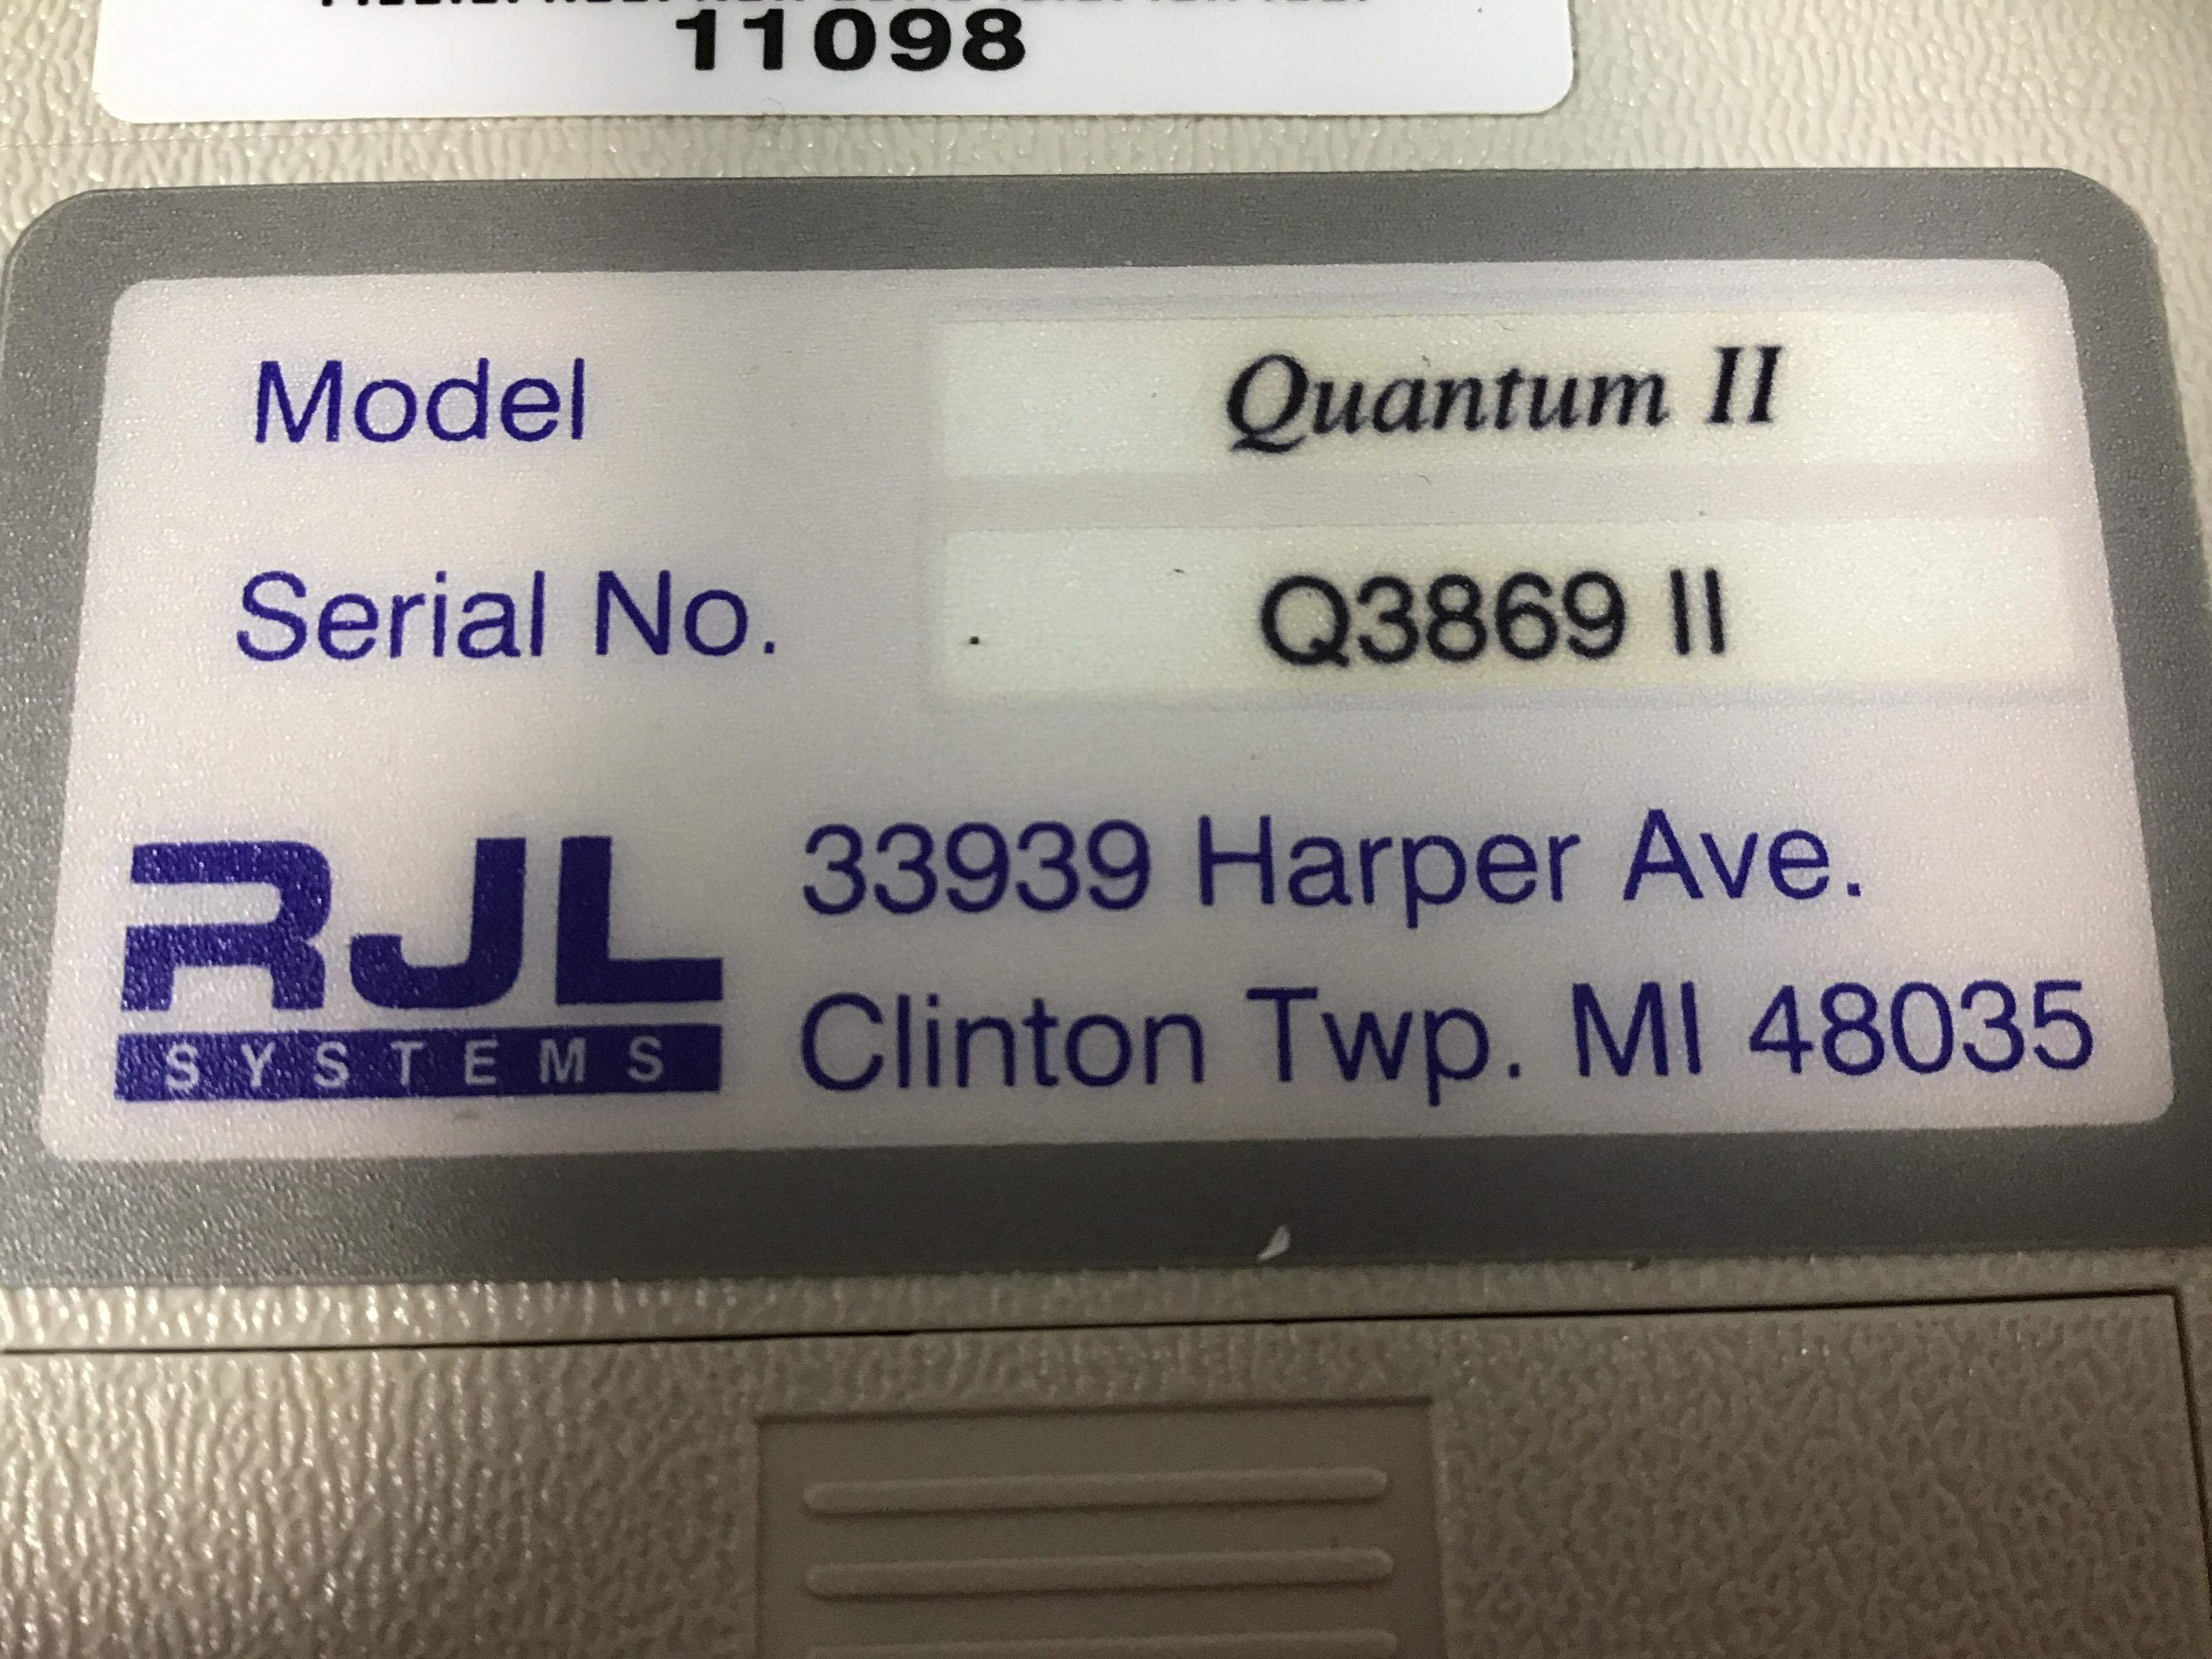 11098
Model Quantum II
Serial No. Q3869 II
RJL
SYSTEMS
33939 Harper Ave.
Clinton Twp. MI 48035